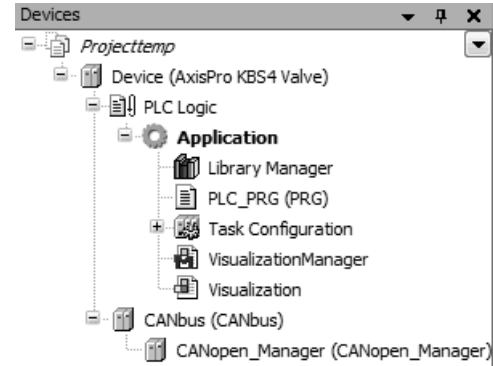 Devices
Projecttemp
Device (AxisPro KBS4 Valve)
PLC Logic
Application
Library Manager
PLC_PRG (PRG)
Task Configuration
VisualizationManager
Visualization
CANbus (CANbus)
CANopen_Manager (CANopen_Manager)